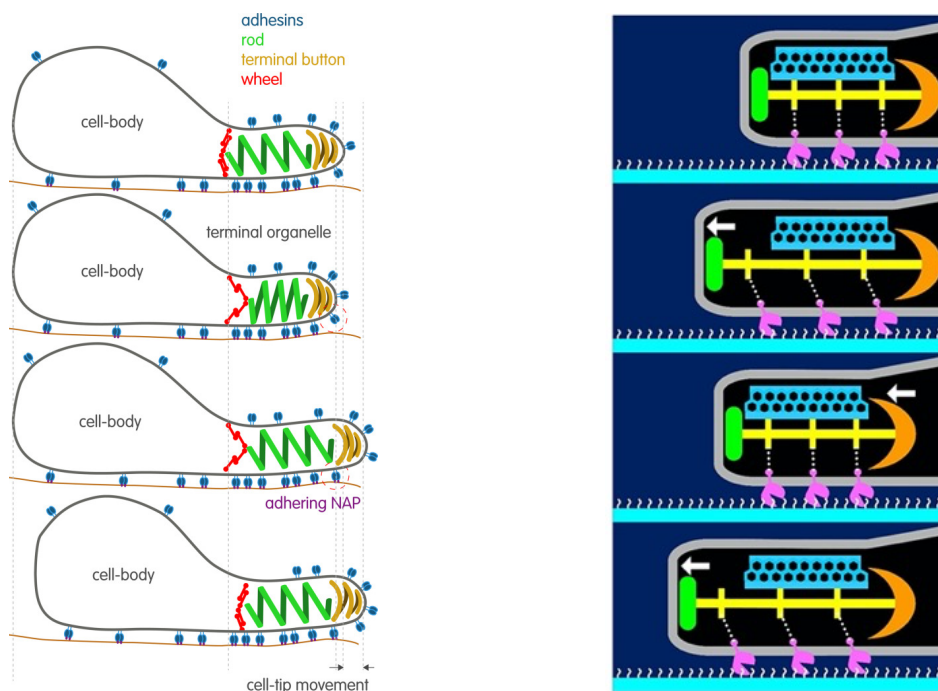 adhesins
rod
terminal button
wheel
cell-body
terminal organelle
cell-body
cell-body
adhering NAP
cell-body
cell-tip movement